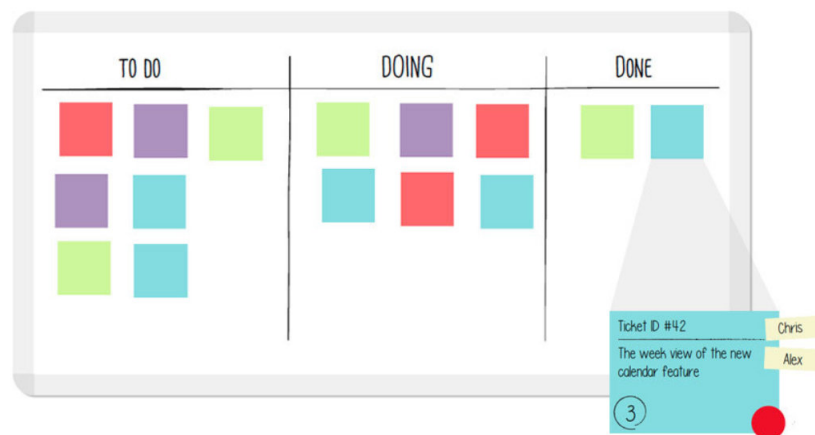 TO DO
DOING
DONE
Ticket ID #42
Chris
The week view of the new
calendar feature
Alex
3